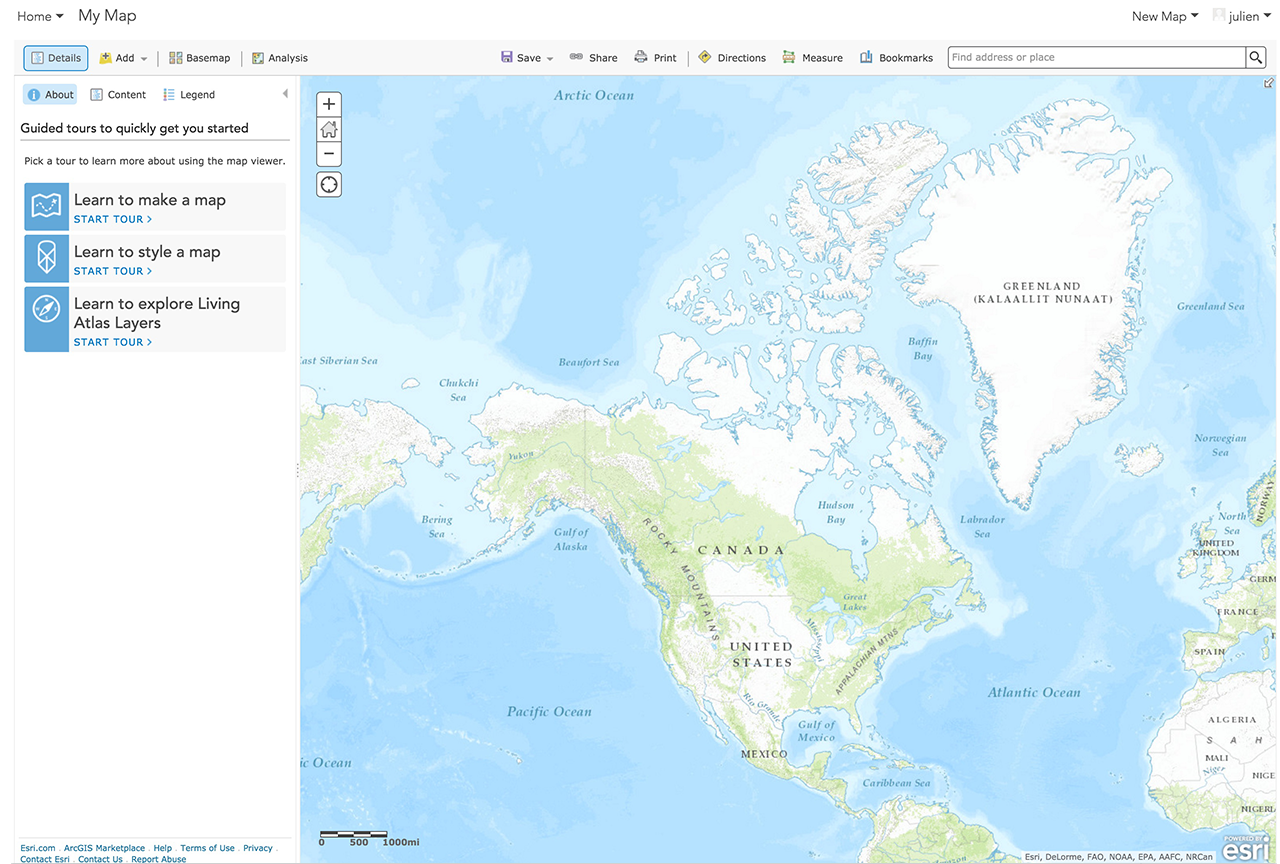 Home
My Map
New Map
julien
Details
Add
Basemap
Analysis
Save
Share
Print
Directions
Measure
Bookmarks
Find address or place
About
Content
Legend
Guided tours to quickly get you started
Pick a tour to learn more about using the map viewer.
Learn to make a map
START TOUR >
Learn to style a map
START TOUR >
Learn to explore Living
Atlas Layers
START TOUR >
Esri.com . ArcGIS Marketplace . Help . Terms of Use . Privacy .
Contact Esri . Contact Us . Report Abuse
+
−
Arctic Ocean
GREENLAND
(KALAALLIT NUNAAT)
Greenland Sea
Baffin
Bay
East Siberian Sea
Beaufort Sea
Chukchi
Sea
Norwegian
Sea
Yukon
Hudson
Bay
Labrador
Sea
Bering
Sea
Gulf of
Alaska
NORWAY
North
Sea
UNITED
KINGDOM
ROCKY MOUNTAINS
CANADA
GERM
Great
Lakes
FRANCE
Mississippi
UNITED
STATES
APPALACHIAN MTNS
SPAIN
Atlantic Ocean
Pacific Ocean
Rio Grande
Gulf of
Mexico
ALGERIA
S A H
MEXICO
MALI
ic Ocean
Niger
NIGE
Caribbean Sea
NIGERI
0 500 1000mi
Esri, DeLorme, FAO, NOAA, EPA, AAFC, NRCan
POWERED BY
esri